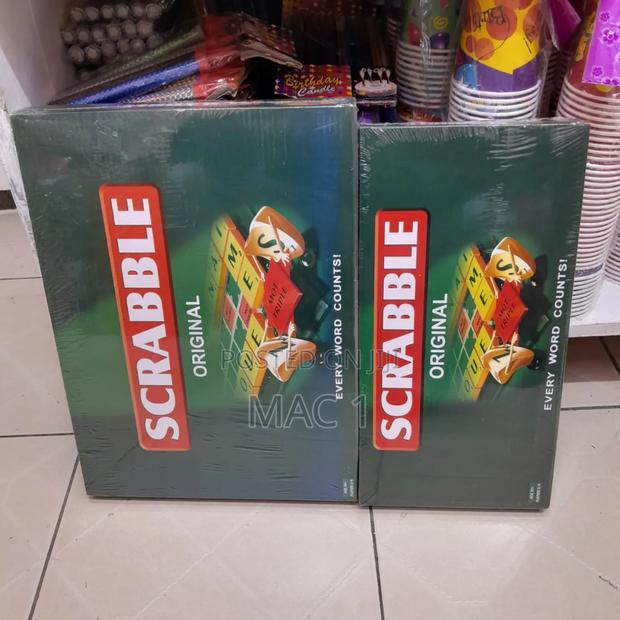 Birthday
Candle
SCRABBLE
ORIGINAL
EVERY WORD COUNTS!
SCRABBLE
ORIGINAL
EVERY WORD COUNTS!
POSTED ON JIJI
MAC 1